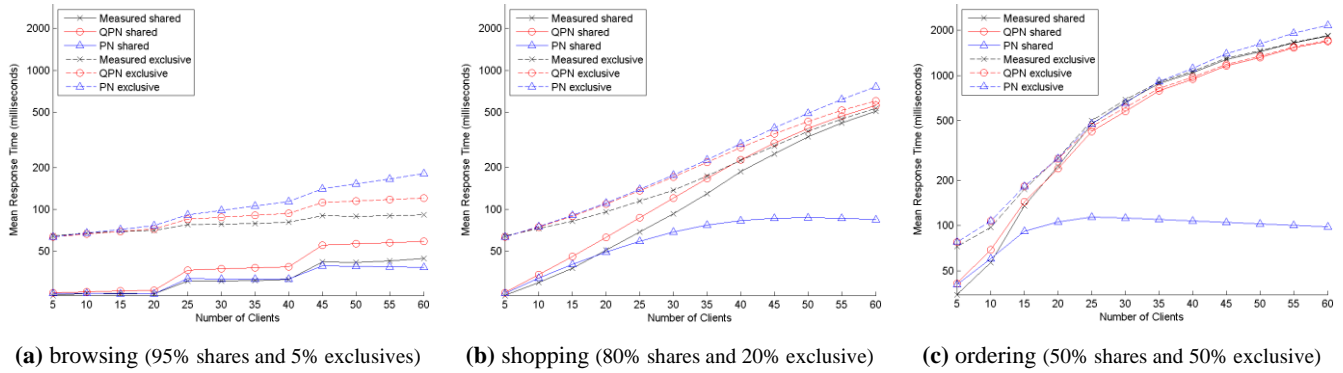 Mean Response Time (milliseconds)
2000
1000
500
200
100
50
Measured shared
QPN shared
PN shared
Measured exclusive
QPN exclusive
PN exclusive
5 10 15 20 25 30 35 40 45 50 55 60
Number of Clients
(a) browsing (95% shares and 5% exclusives)
Mean Response Time (milliseconds)
2000
1000
500
200
100
50
Measured shared
QPN shared
PN shared
Measured exclusive
QPN exclusive
PN exclusive
5 10 15 20 25 30 35 40 45 50 55 60
Number of Clients
(b) shopping (80% shares and 20% exclusive)
Mean Response Time (milliseconds)
2000
1000
500
200
100
50
Measured shared
QPN shared
PN shared
Measured exclusive
QPN exclusive
PN exclusive
5 10 15 20 25 30 35 40 45 50 55 60
Number of Clients
(c) ordering (50% shares and 50% exclusive)